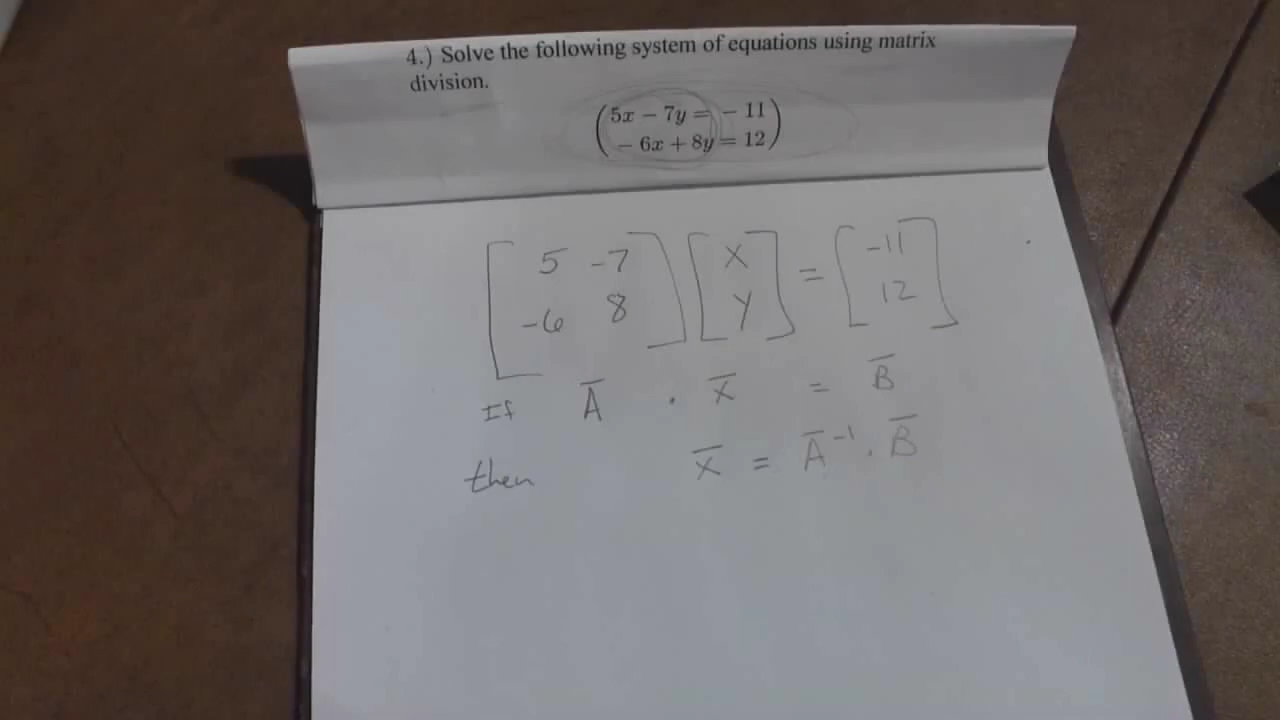 4.) Solve the following system of equations using matrix
division.
5x − 7y = − 11
− 6x + 8y = 12
5 -7 x = -11
-6 8 y 12
If A · X = B
then X = A⁻¹ · B